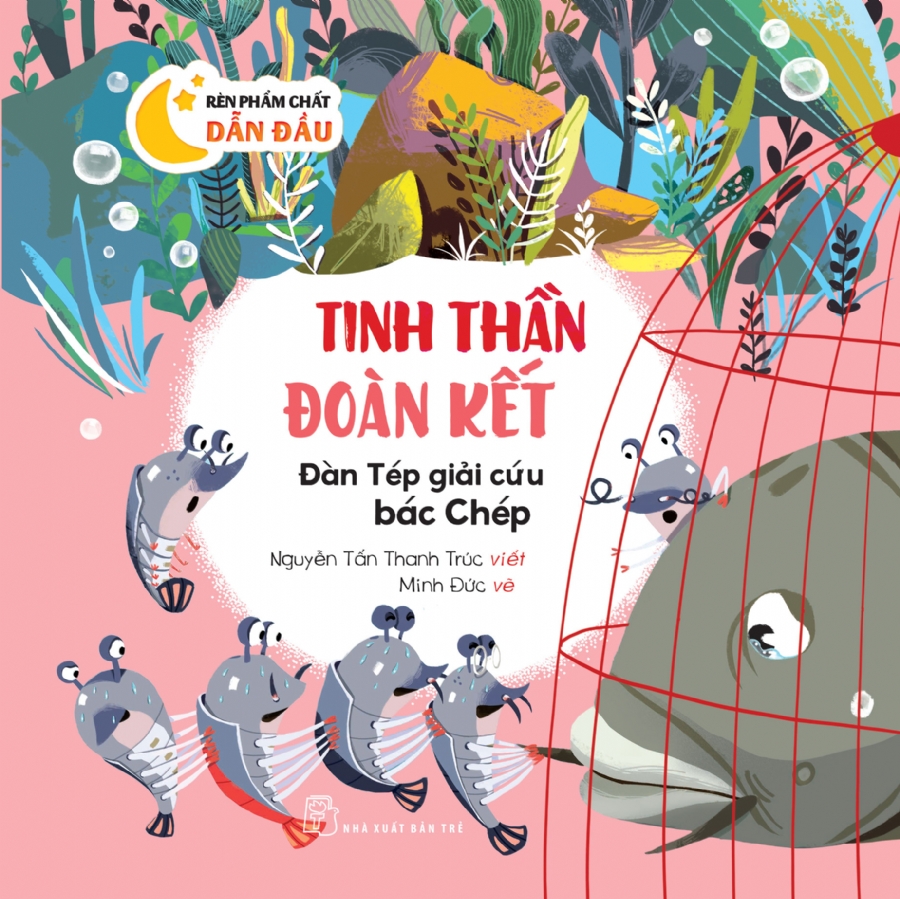 RÈN PHẨM CHẤT
DẪN ĐẦU
TINH THẦN
ĐOÀN KẾT
Đàn Tép giải cứu
bác Chép
Nguyễn Tấn Thanh Trúc viết
Minh Đức vẽ
NHÀ XUẤT BẢN TRẺ